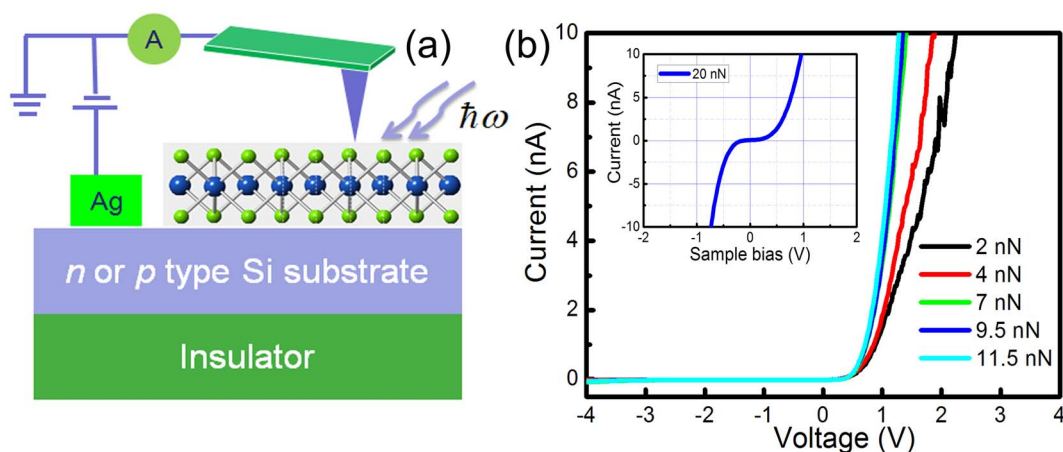 (a)
A
ħω
Ag
n or p type Si substrate
Insulator
(b)
Current (nA)
10
8
6
4
2
0
-4
-3
-2
-1
0
1
2
3
4
Voltage (V)
2 nN
4 nN
7 nN
9.5 nN
11.5 nN
20 nN
Current (nA)
10
5
0
-5
-10
-2
-1
0
1
2
Sample bias (V)